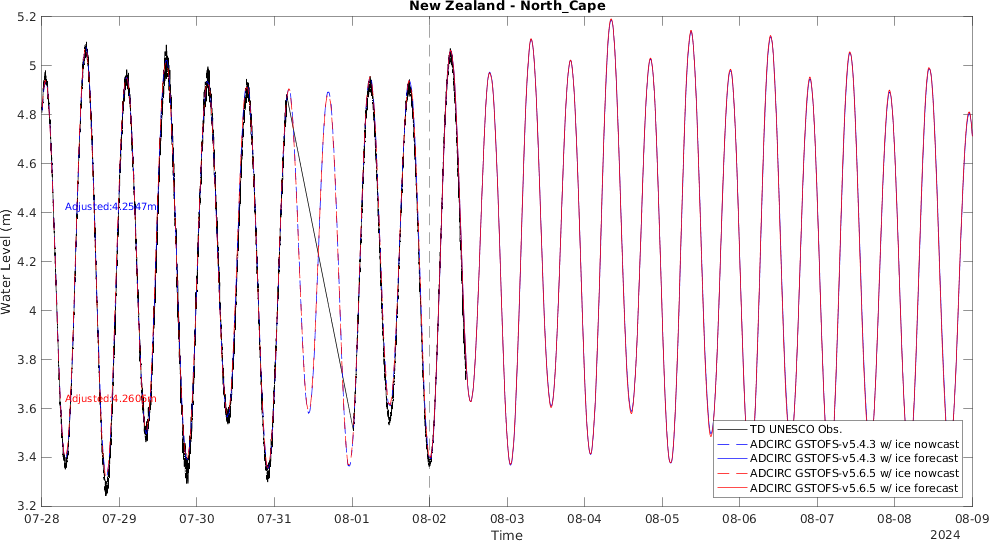 New Zealand - North_Cape
5.2
5
4.8
4.6
4.4
4.2
4
3.8
3.6
3.4
3.2
Water Level (m)
Adjusted:4.2547m
Adjusted:4.2606m
TD UNESCO Obs.
ADCIRC GSTOFS-v5.4.3 w/ ice nowcast
ADCIRC GSTOFS-v5.4.3 w/ ice forecast
ADCIRC GSTOFS-v5.6.5 w/ ice nowcast
ADCIRC GSTOFS-v5.6.5 w/ ice forecast
07-28 07-29 07-30 07-31 08-01 08-02 08-03 08-04 08-05 08-06 08-07 08-08 08-09
Time
2024